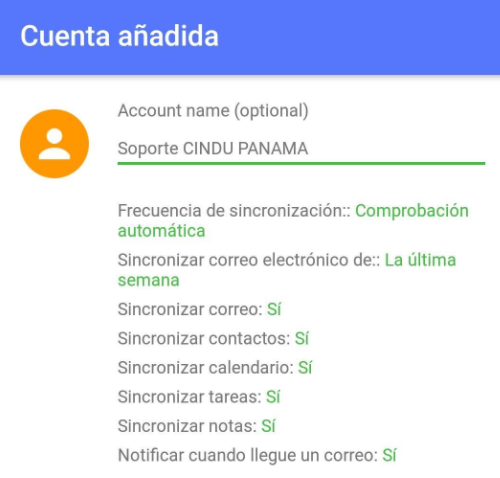 Cuenta añadida
Account name (optional)
Soporte CINDU PANAMA
Frecuencia de sincronización:: Comprobación
automática
Sincronizar correo electrónico de:: La última
semana
Sincronizar correo: Sí
Sincronizar contactos: Sí
Sincronizar calendario: Sí
Sincronizar tareas: Sí
Sincronizar notas: Sí
Notificar cuando llegue un correo: Sí